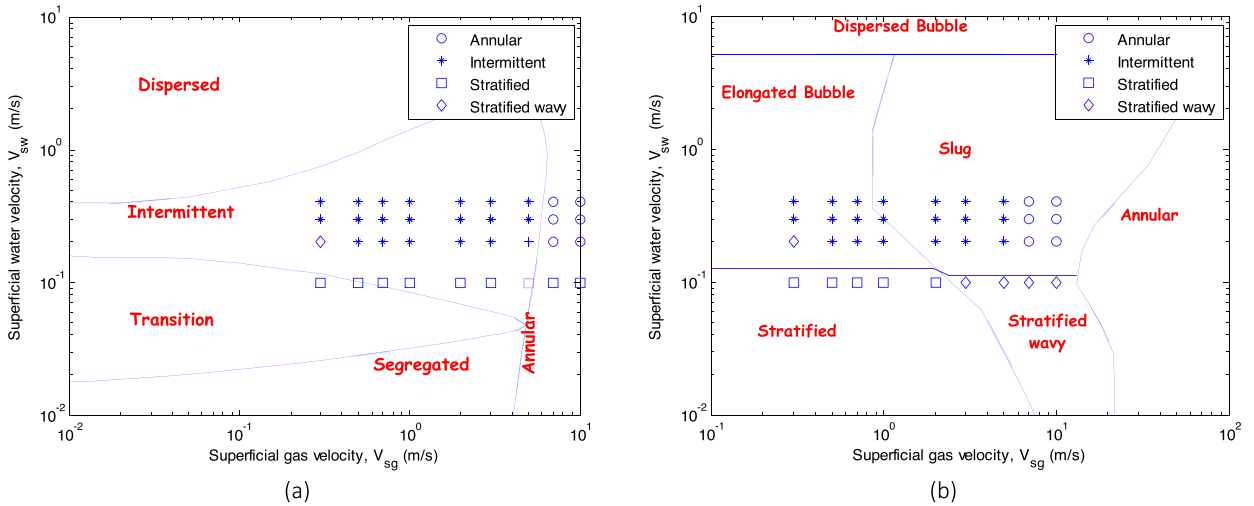 10^1
10^0
10^-1
10^-2
Superficial water velocity, V_sw (m/s)
Annular
Intermittent
Stratified
Stratified wavy
Dispersed
Intermittent
Transition
Segregated
Annular
10^-2
10^-1
10^0
10^1
Superficial gas velocity, V_sg (m/s)
(a)
10^1
10^0
10^-1
10^-2
Superficial water velocity, V_sw (m/s)
Dispersed Bubble
Annular
Intermittent
Stratified
Stratified wavy
Elongated Bubble
Slug
Annular
Stratified
Stratified
wavy
10^-1
10^0
10^1
10^2
Superficial gas velocity, V_sg (m/s)
(b)